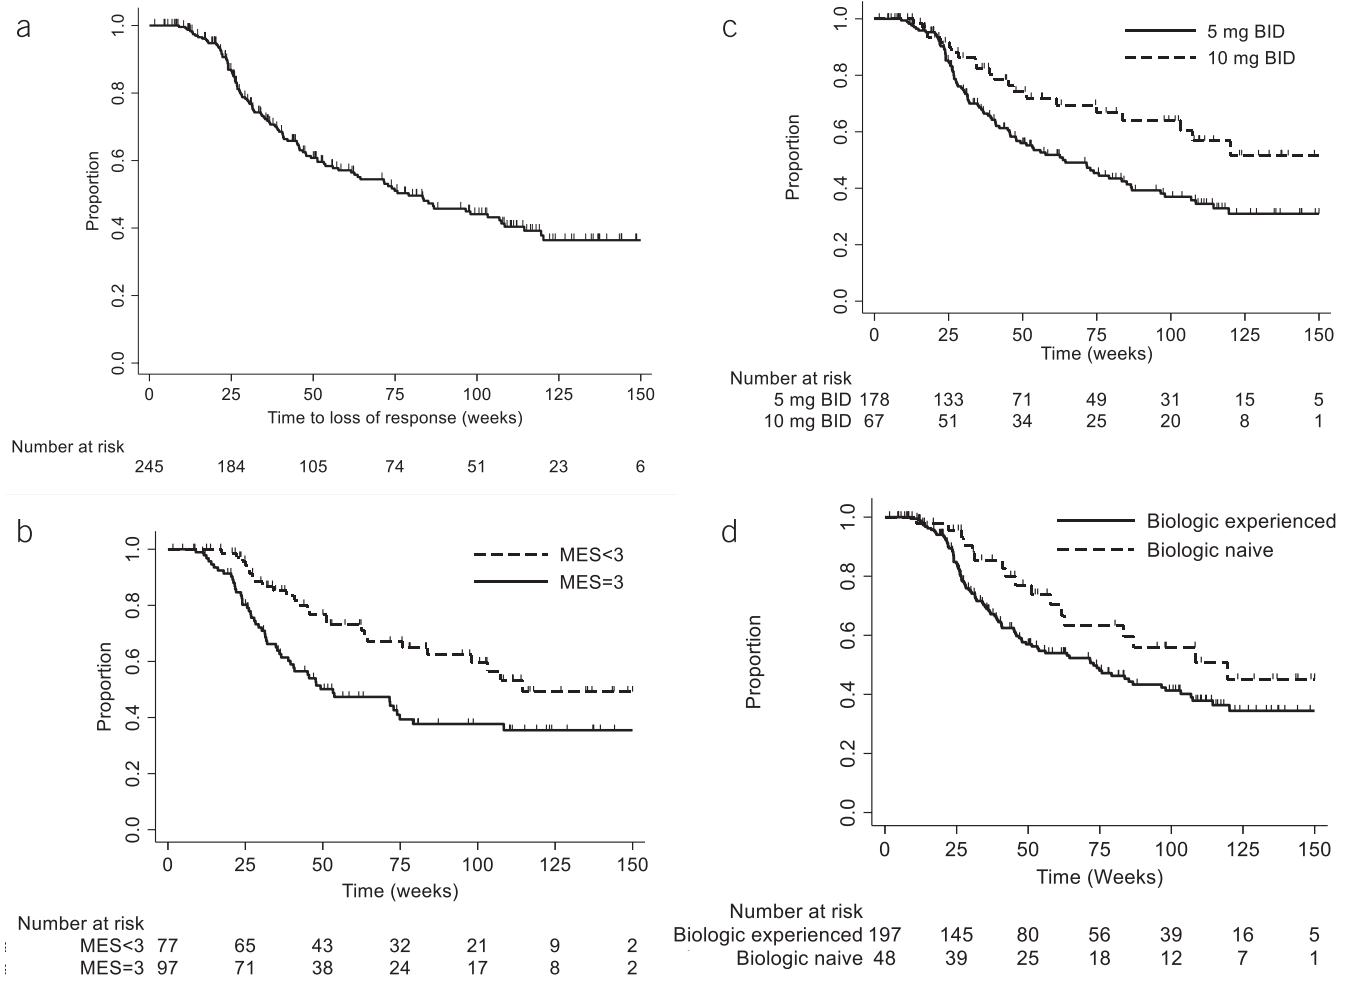 a
Proportion
1.0
0.8
0.6
0.4
0.2
0.0
0 25 50 75 100 125 150
Time to loss of response (weeks)
Number at risk
245 184 105 74 51 23 6
b
Proportion
1.0
0.8
0.6
0.4
0.2
0.0
MES<3
MES=3
0 25 50 75 100 125 150
Time (weeks)
Number at risk
MES<3 77 65 43 32 21 9 2
MES=3 97 71 38 24 17 8 2
c
Proportion
1.0
0.8
0.6
0.4
0.2
0.0
5 mg BID
10 mg BID
0 25 50 75 100 125 150
Time (weeks)
Number at risk
5 mg BID 178 133 71 49 31 15 5
10 mg BID 67 51 34 25 20 8 1
d
Proportion
1.0
0.8
0.6
0.4
0.2
0.0
Biologic experienced
Biologic naive
0 25 50 75 100 125 150
Time (Weeks)
Number at risk
Biologic experienced 197 145 80 56 39 16 5
Biologic naive 48 39 25 18 12 7 1